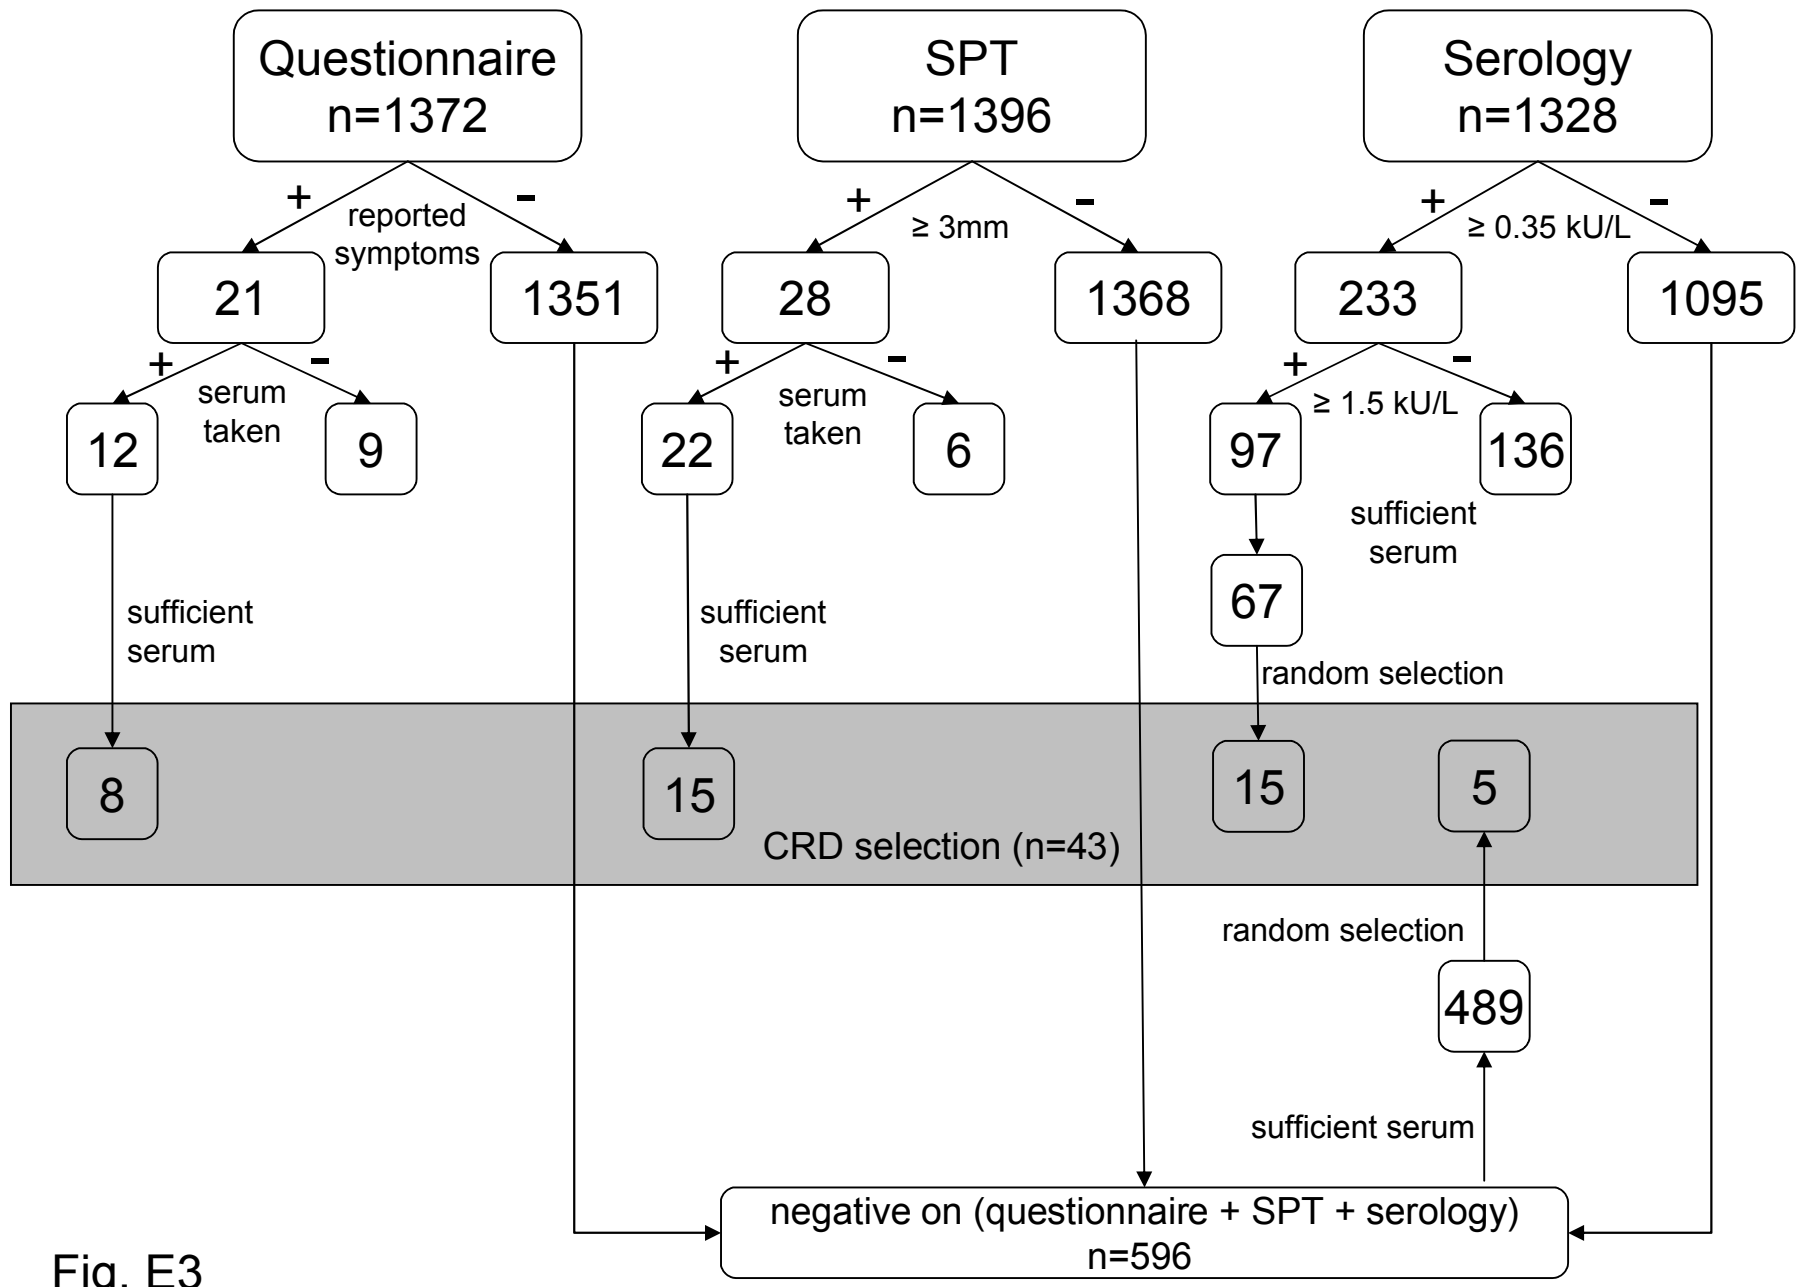 Questionnaire
n=1372
SPT
n=1396
Serology
n=1328
+
-
reported
symptoms
+
-
≥ 3mm
+
-
≥ 0.35 kU/L
21
1351
28
1368
233
1095
+
-
serum
taken
+
-
serum
taken
+
-
≥ 1.5 kU/L
12
9
22
6
97
136
sufficient
serum
67
sufficient
serum
sufficient
serum
random selection
8
15
15
5
CRD selection (n=43)
random selection
489
sufficient serum
negative on (questionnaire + SPT + serology)
n=596
Fig. E3